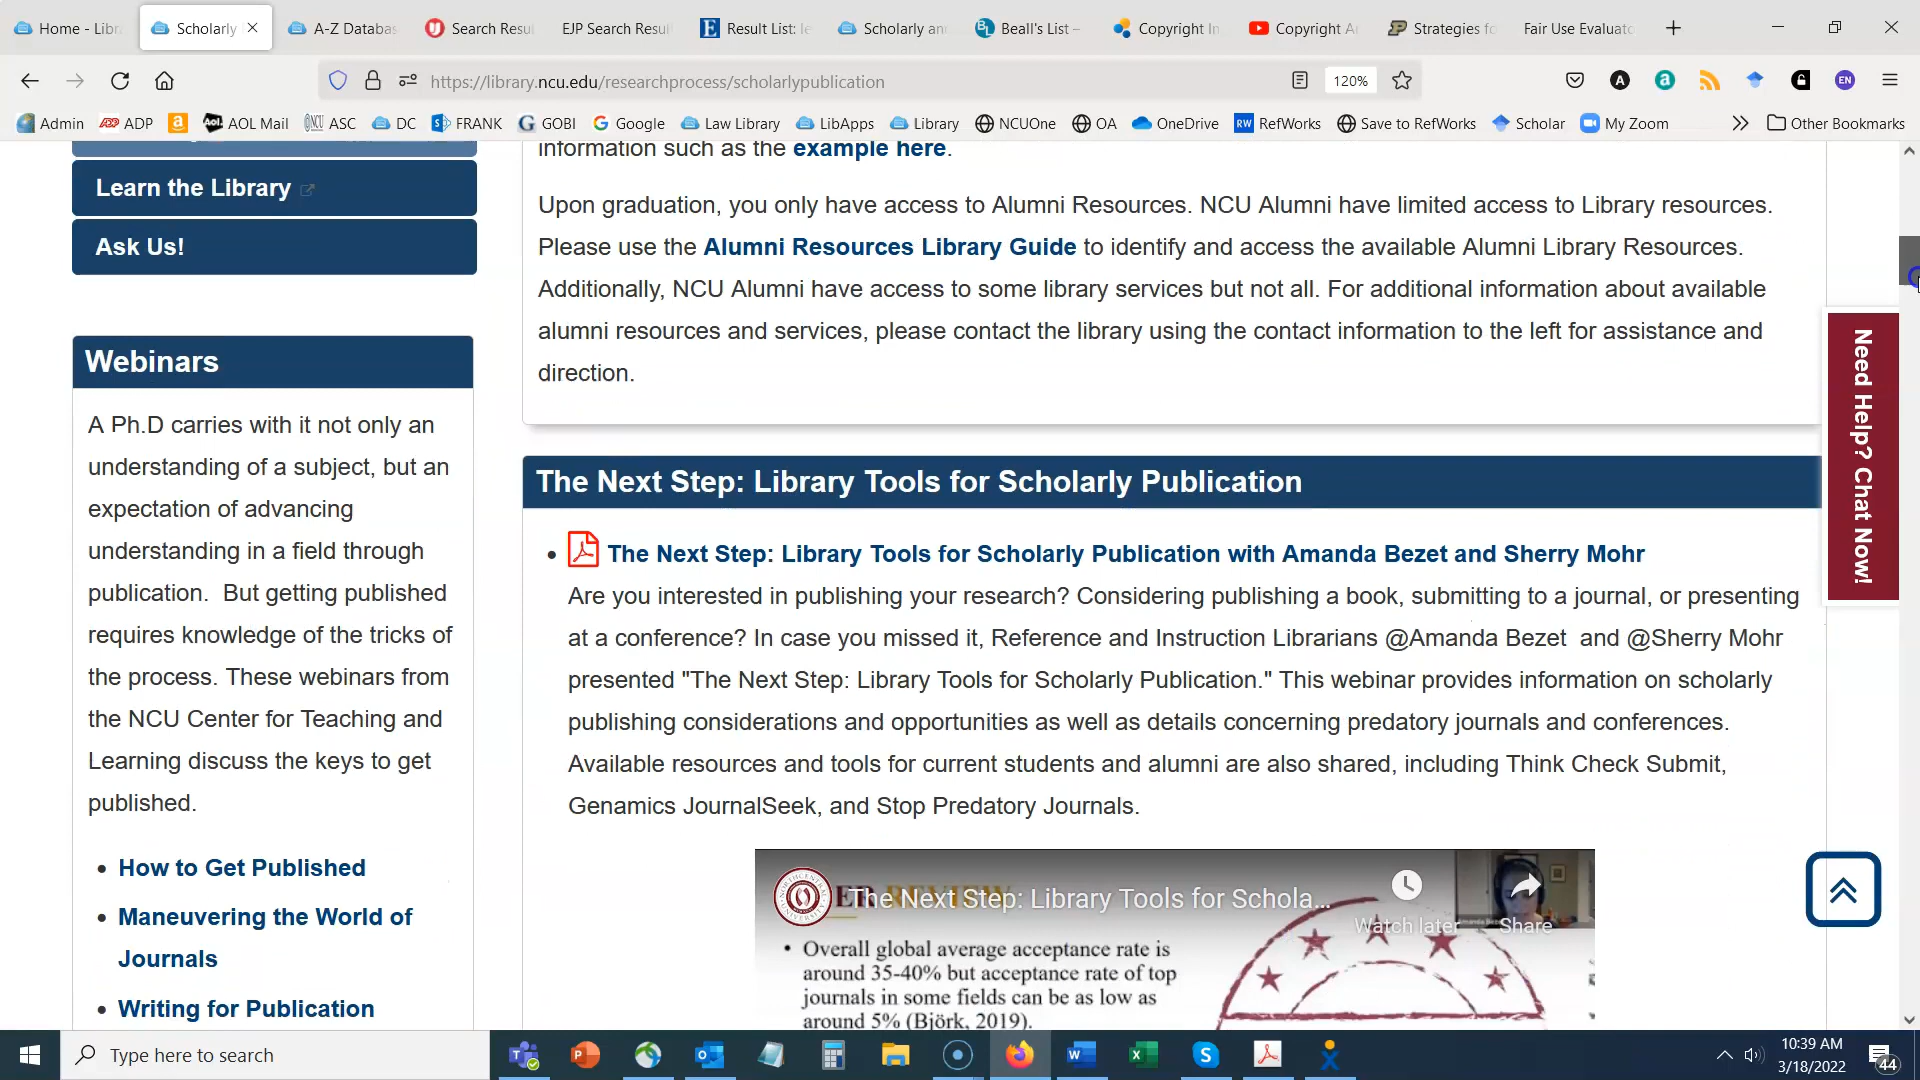 Home - Libr
Scholarly
A-Z Databas
Search Resu
EJP Search Resul
Result List: le
Scholarly an
Beall's List –
Copyright In
Copyright A
Strategies fo
Fair Use Evaluato
https://library.ncu.edu/researchprocess/scholarlypublication
120%
A
a
EN
Admin
ADP
a
Aol.
AOL Mail
NCU
ASC
DC
FRANK
GOBI
Google
Law Library
LibApps
Library
NCUOne
OA
OneDrive
RW
RefWorks
Save to RefWorks
Scholar
My Zoom
Other Bookmarks
Learn the Library
Ask Us!
Webinars
A Ph.D carries with it not only an
understanding of a subject, but an
expectation of advancing
understanding in a field through
publication.  But getting published
requires knowledge of the tricks of
the process. These webinars from
the NCU Center for Teaching and
Learning discuss the keys to get
published.
How to Get Published
Maneuvering the World of
Journals
Writing for Publication
information such as the example here.
Upon graduation, you only have access to Alumni Resources. NCU Alumni have limited access to Library resources.
Please use the Alumni Resources Library Guide to identify and access the available Alumni Library Resources.
Additionally, NCU Alumni have access to some library services but not all. For additional information about available
alumni resources and services, please contact the library using the contact information to the left for assistance and
direction.
The Next Step: Library Tools for Scholarly Publication
The Next Step: Library Tools for Scholarly Publication with Amanda Bezet and Sherry Mohr
Are you interested in publishing your research? Considering publishing a book, submitting to a journal, or presenting
at a conference? In case you missed it, Reference and Instruction Librarians @Amanda Bezet  and @Sherry Mohr
presented "The Next Step: Library Tools for Scholarly Publication." This webinar provides information on scholarly
publishing considerations and opportunities as well as details concerning predatory journals and conferences.
Available resources and tools for current students and alumni are also shared, including Think Check Submit,
Genamics JournalSeek, and Stop Predatory Journals.
The Next Step: Library Tools for Schola...
Watch later
Share
• Overall global average acceptance rate is
around 35-40% but acceptance rate of top
journals in some fields can be as low as
around 5% (Björk, 2019).
Need Help? Chat Now!
Type here to search
10:39 AM
3/18/2022
44